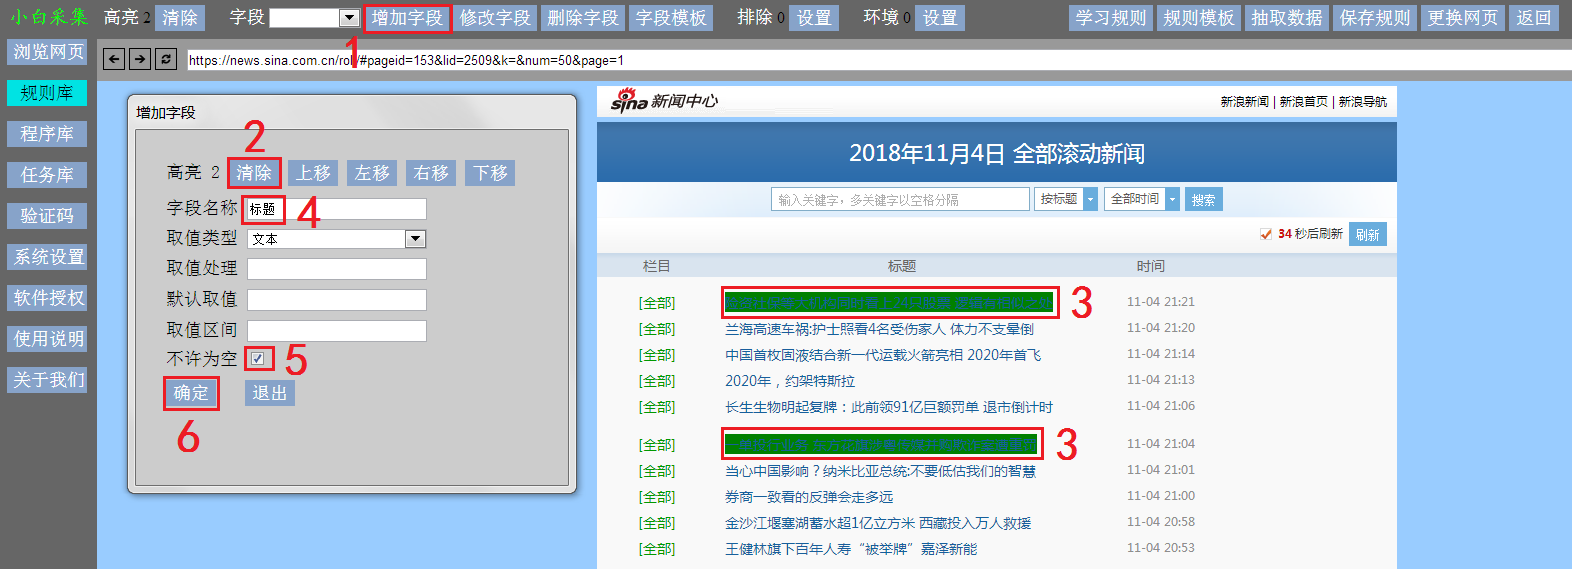 小白采集 高亮 2 清除 字段 增加字段 修改字段 删除字段 字段模板 排除 0 设置 环境 0 设置 学习规则 规则模板 抽取数据 保存规则 更换网页 返回
1
浏览网页
https://news.sina.com.cn/roll/#pageid=153&lid=2509&k=&num=50&page=1
规则库
程序库
任务库
验证码
系统设置
软件授权
使用说明
关于我们
增加字段
2
高亮 2 清除 上移 左移 右移 下移
字段名称 标题 4
取值类型 文本
取值处理
默认取值
取值区间
不许为空 5
确定 退出
6
sina 新闻中心 新浪新闻 | 新浪首页 | 新浪导航
2018年11月4日 全部滚动新闻
输入关键字，多关键字以空格分隔 按标题 全部时间 搜索
34 秒后刷新 刷新
栏目 标题 时间
[全部] 3 11-04 21:21
[全部] 兰海高速车祸:护士照看4名受伤家人 体力不支晕倒 11-04 21:20
[全部] 中国首枚固液结合新一代运载火箭亮相 2020年首飞 11-04 21:14
[全部] 2020年，约架特斯拉 11-04 21:13
[全部] 长生生物明起复牌：此前领91亿巨额罚单 退市倒计时 11-04 21:06
[全部] 3 11-04 21:04
[全部] 当心中国影响？纳米比亚总统:不要低估我们的智慧 11-04 21:01
[全部] 券商一致看的反弹会走多远 11-04 21:00
[全部] 金沙江堰塞湖蓄水超1亿立方米 西藏投入万人救援 11-04 20:58
[全部] 王健林旗下百年人寿“被举牌”嘉泽新能 11-04 20:53